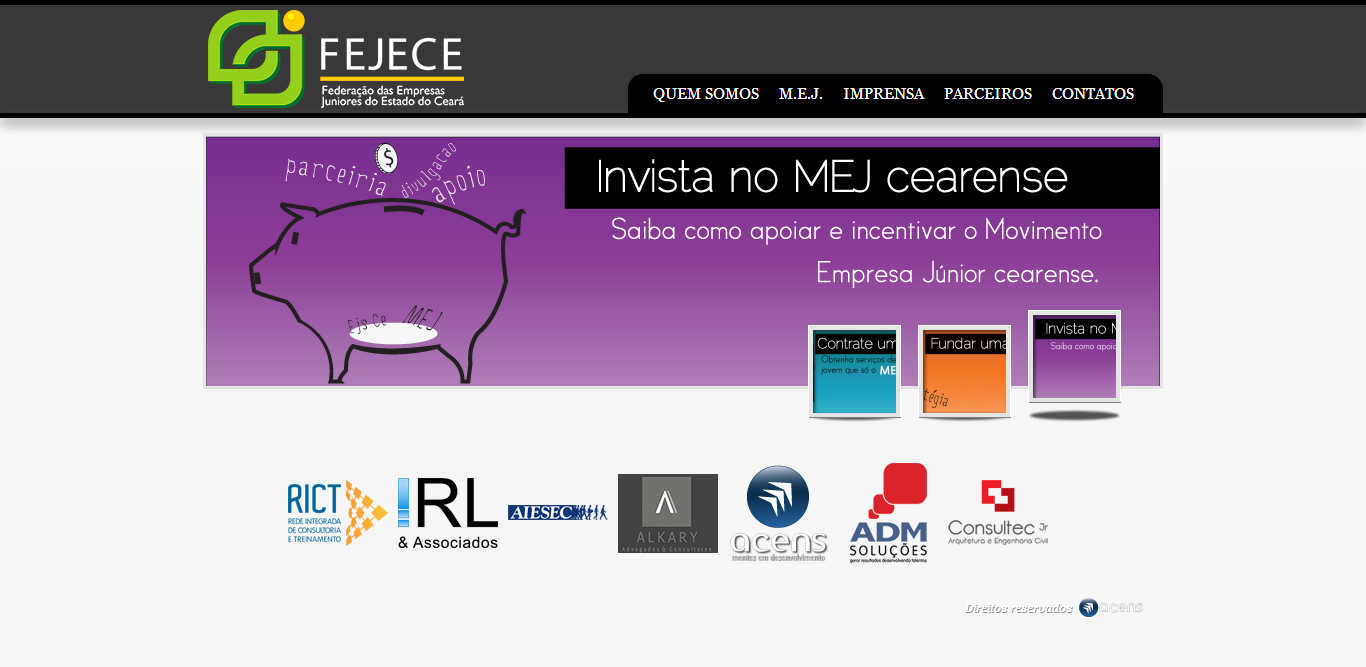 FEJECE
Federação das Empresas
Juniores do Estado do Ceará
QUEM SOMOS M.E.J. IMPRENSA PARCEIROS CONTATOS
parceiria
$
divulgacao
apoio
Invista no MEJ cearense
Saiba como apoiar e incentivar o Movimento
Empresa Júnior cearense.
Ejs Ce
MEJ
Contrate um
Obtenha serviços de
jovem que só o ME
Fundar uma
tégia
Invista no M
Saiba como apoia
RICT
REDE INTEGRADA
DE CONSULTORIA
E TREINAMENTO
RL
& Associados
AIESEC
ALKARY
Advogados & Consultores
acens
mentes em desenvolvimento
ADM
SOLUÇÕES
gerar resultados desenvolvendo talentos
Consultec Jr
Arquitetura e Engenharia Civil
Direitos reservados acens